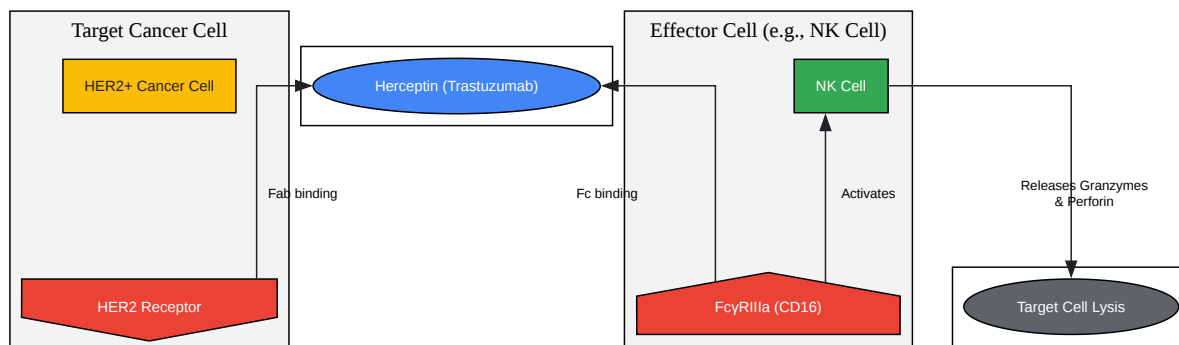 Target Cancer Cell
Effector Cell (e.g., NK Cell)
HER2+ Cancer Cell
Herceptin (Trastuzumab)
NK Cell
Fab binding
Fc binding
Activates
Releases Granzymes
& Perforin
HER2 Receptor
FcγRIIIa (CD16)
Target Cell Lysis